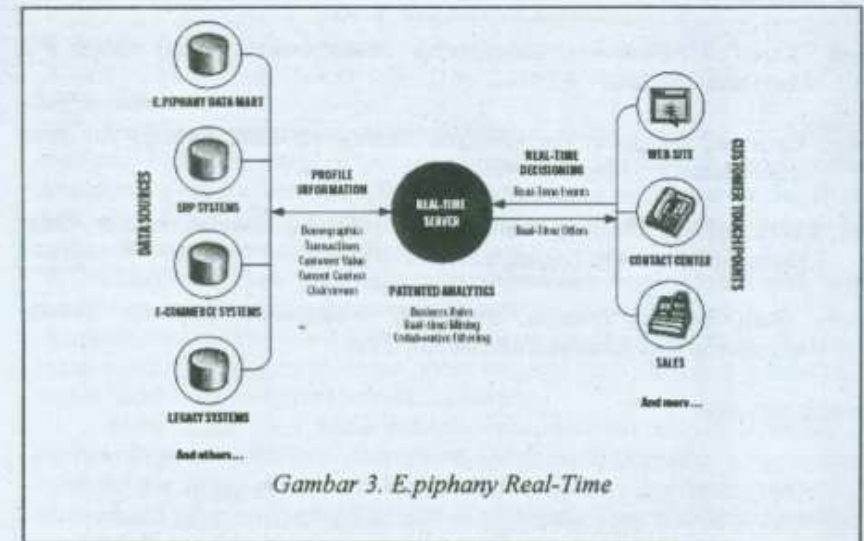 E.PIPHANY DATA MART
ERP SYSTEMS
E-COMMERCE SYSTEMS
LEGACY SYSTEMS
And others...
DATA SOURCES
PROFILE
INFORMATION
Demographics
Transactions
Customer Value
Current Context
Clickstream
REAL-TIME
SERVER
PATENTED ANALYTICS
Business Rules
Real-time Mining
Collaborative Filtering
REAL-TIME
DECISIONING
Real-Time Events
Real-Time Offers
WEB SITE
CONTACT CENTER
SALES
And more...
CUSTOMER TOUCHPOINTS
Gambar 3. E.piphany Real-Time